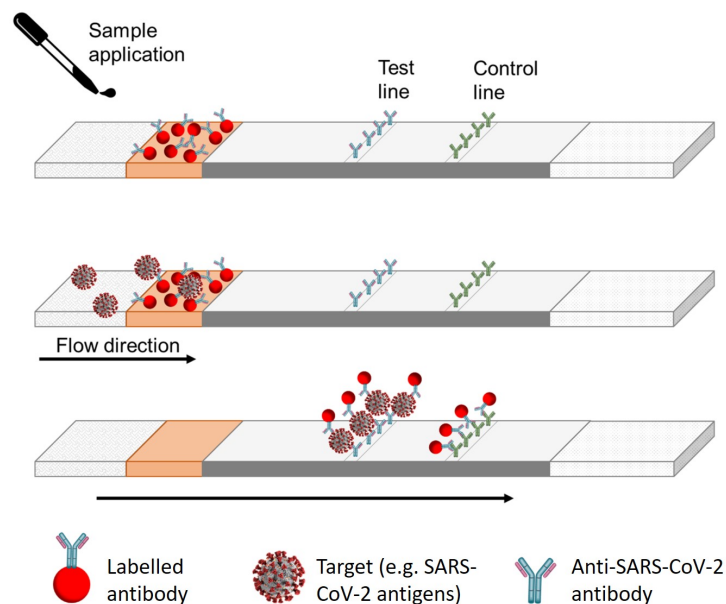 Sample
application
Test
line
Control
line
Flow direction
Labelled
antibody
Target (e.g. SARS-
CoV-2 antigens)
Anti-SARS-CoV-2
antibody